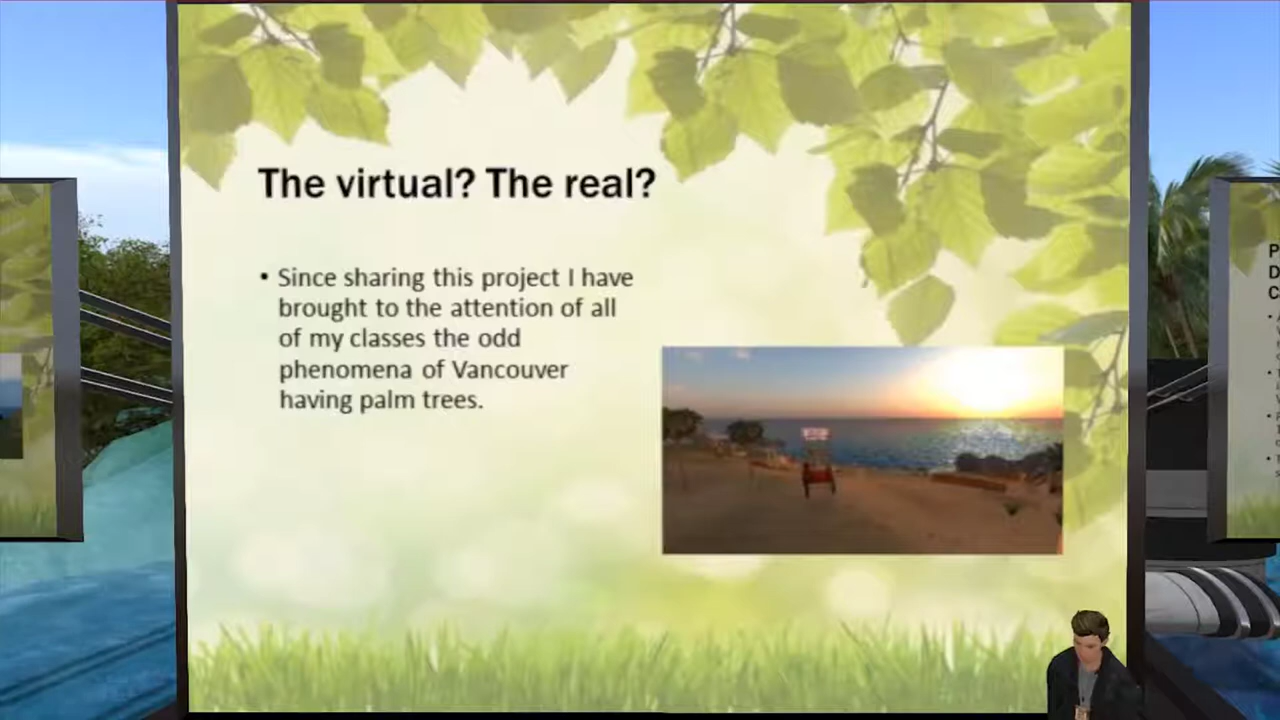 The virtual? The real?
• Since sharing this project I have
brought to the attention of all
of my classes the odd
phenomena of Vancouver
having palm trees.
P
D
C